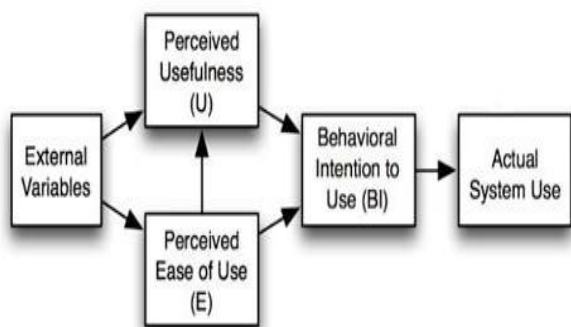 External
Variables
Perceived
Usefulness
(U)
Perceived
Ease of Use
(E)
Behavioral
Intention to
Use (BI)
Actual
System Use